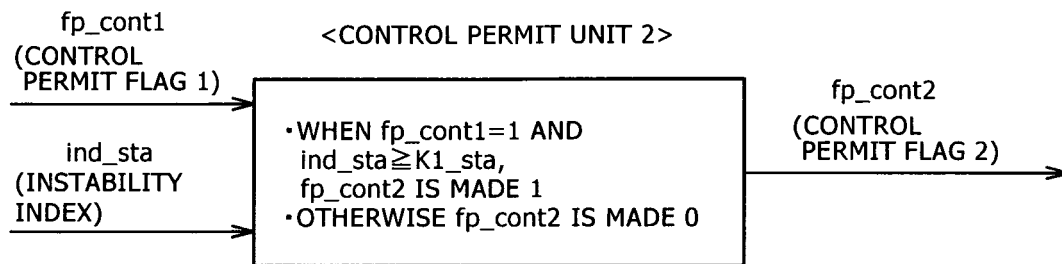 fp_cont1
(CONTROL
PERMIT FLAG 1)
<CONTROL PERMIT UNIT 2>
ind_sta
(INSTABILITY
INDEX)
・WHEN fp_cont1=1 AND
ind_sta≧K1_sta,
fp_cont2 IS MADE 1
・OTHERWISE fp_cont2 IS MADE 0
fp_cont2
(CONTROL
PERMIT FLAG 2)